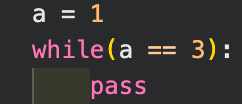 a = 1
while(a == 3):
    pass